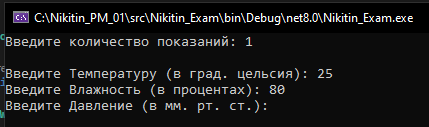 C:\Nikitin_PM_01\src\Nikitin_Exam\bin\Debug\net8.0\Nikitin_Exam.exe
Введите количество показаний: 1
Введите Температуру (в град. цельсия): 25
Введите Влажность (в процентах): 80
Введите Давление (в мм. рт. ст.):